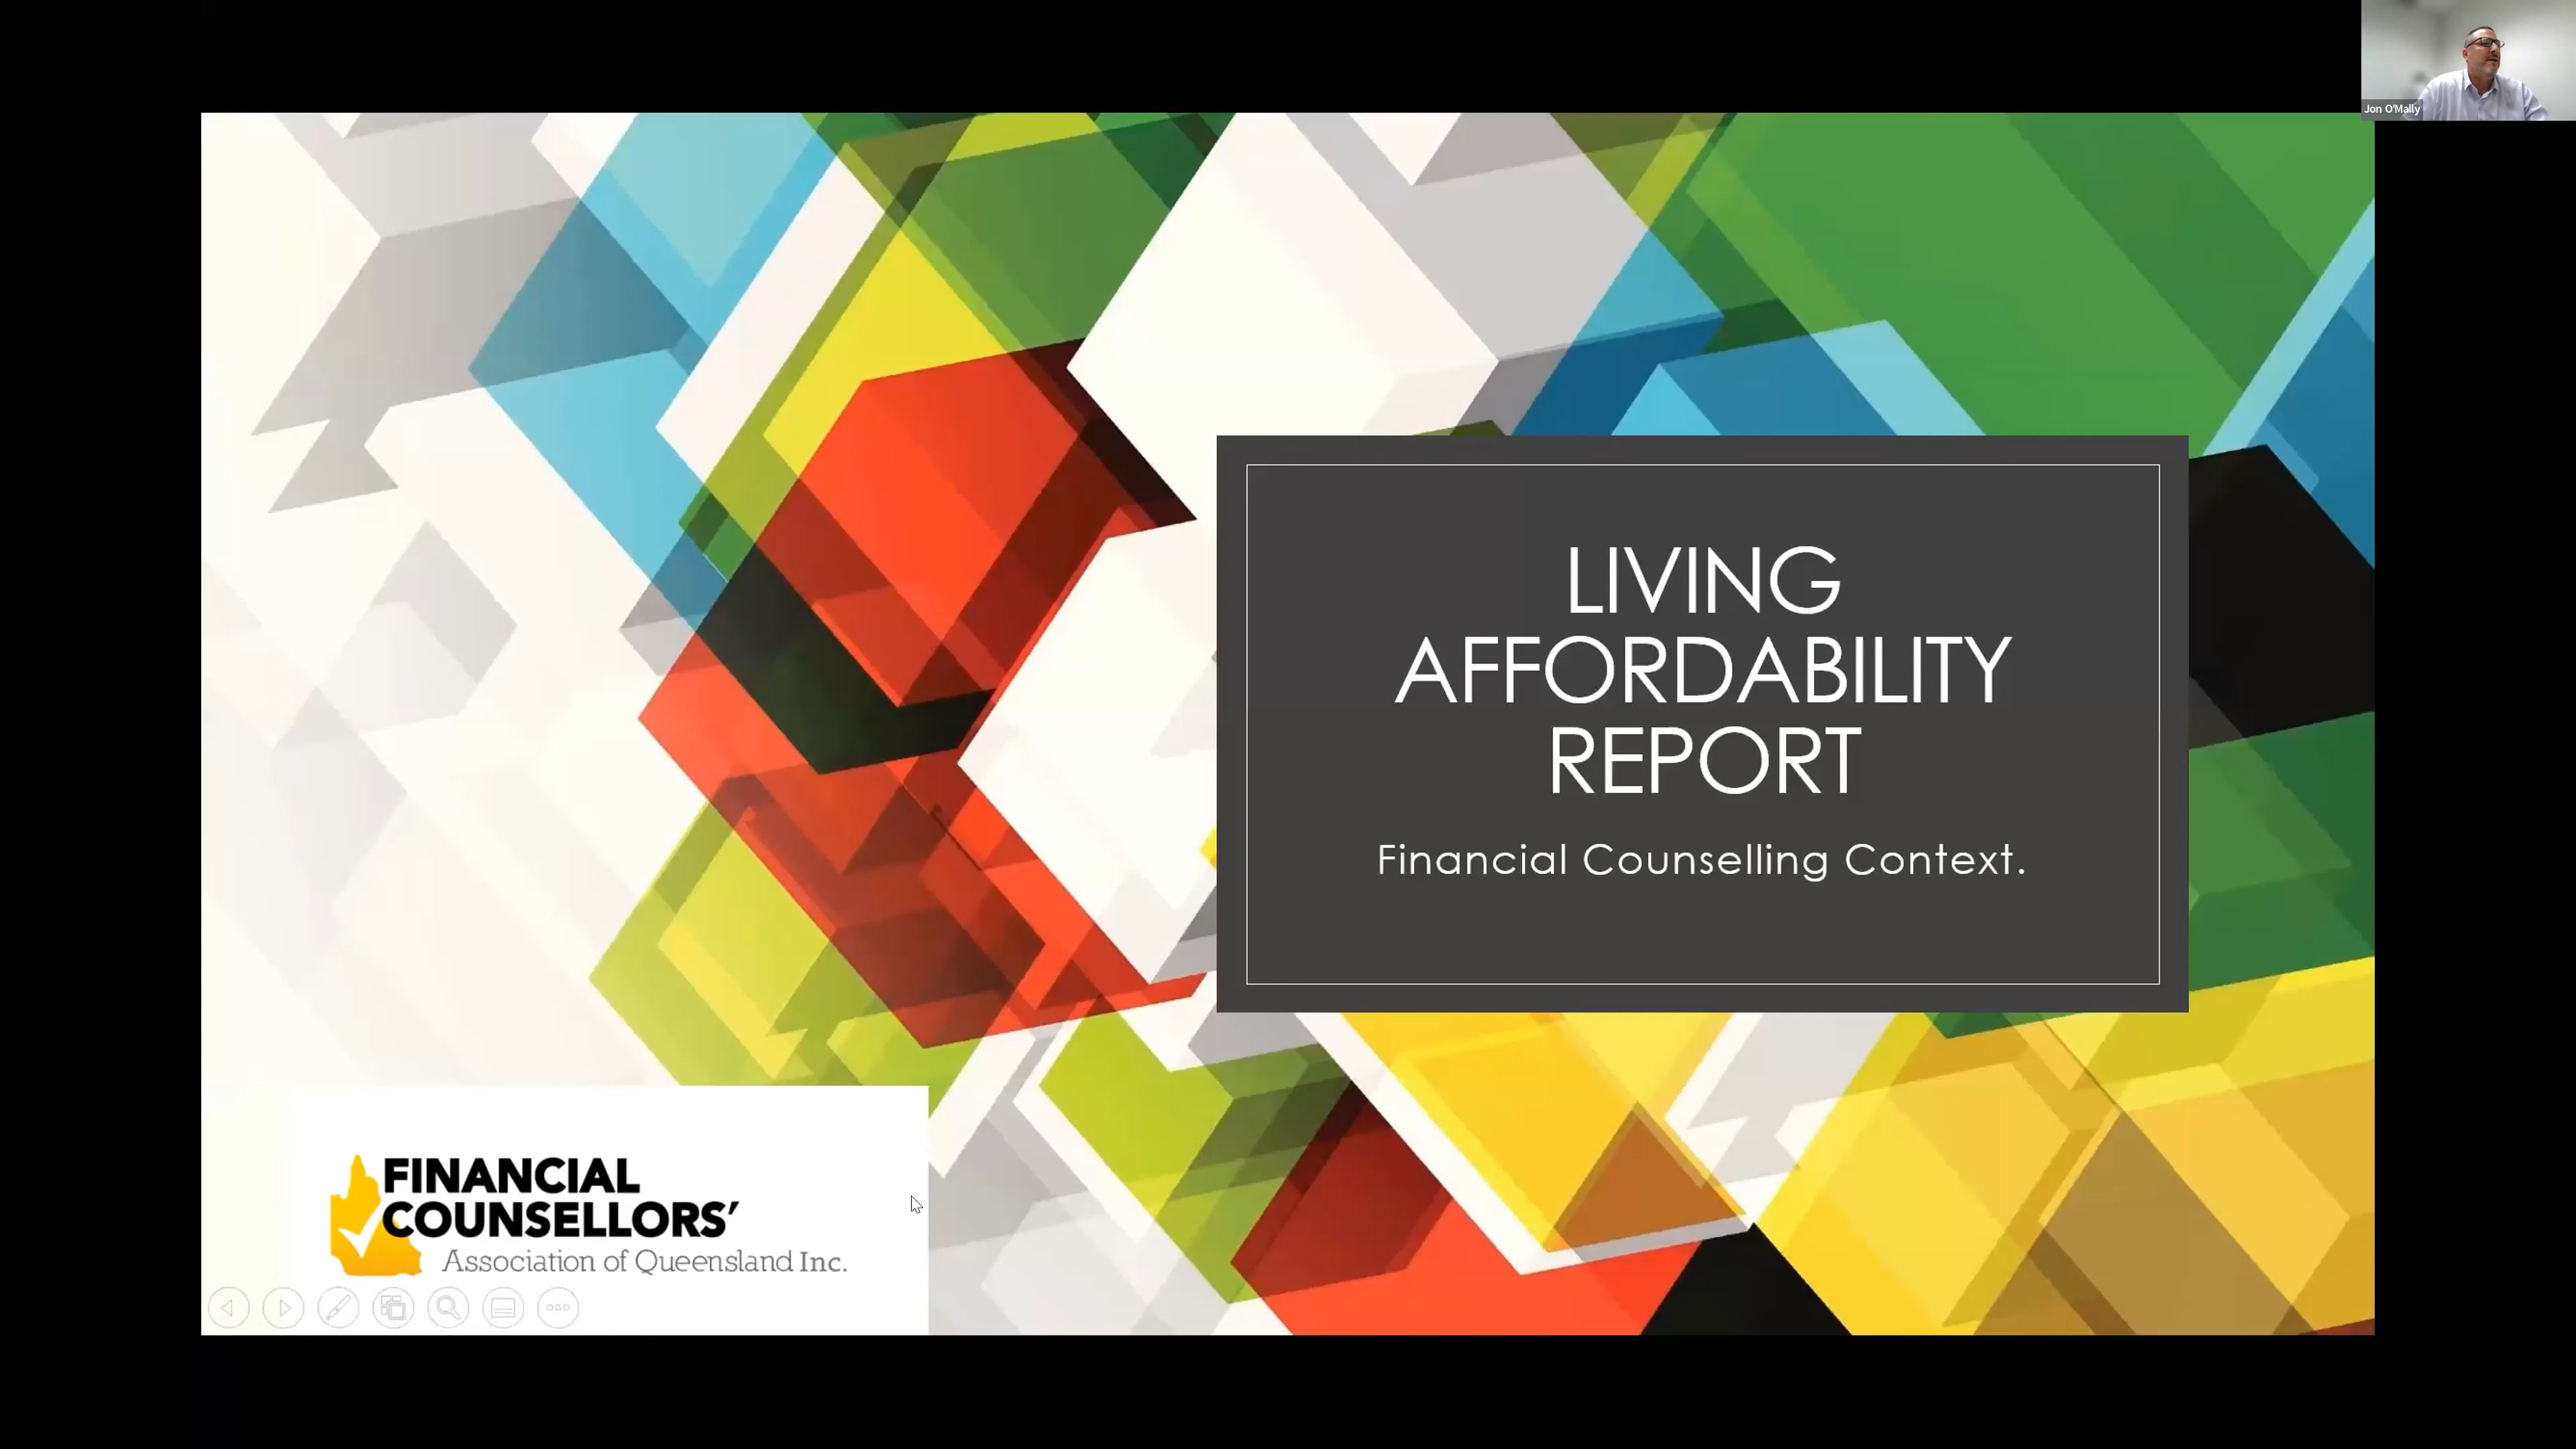 Jon O'Mally
LIVING
AFFORDABILITY
REPORT
Financial Counselling Context.
FINANCIAL
COUNSELLORS'
Association of Queensland Inc.